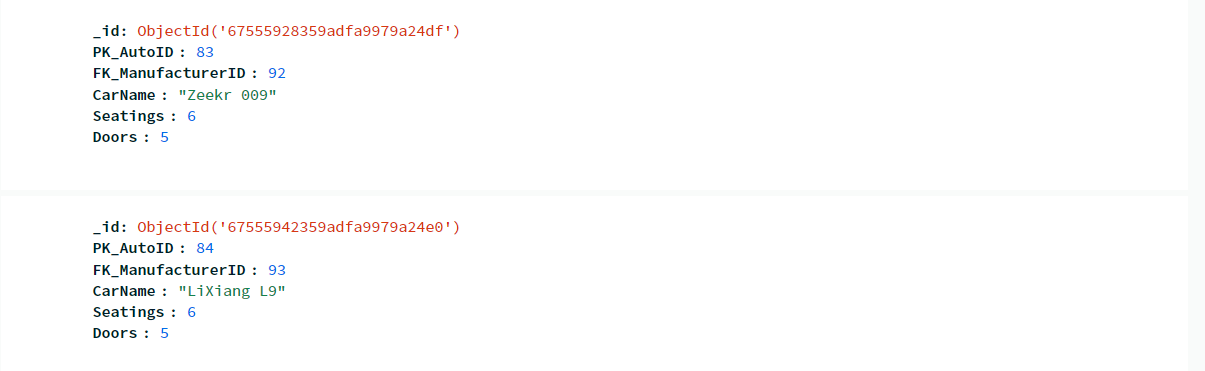 _id: ObjectId('67555928359adfa9979a24df')
PK_AutoID : 83
FK_ManufacturerID : 92
CarName : "Zeekr 009"
Seatings : 6
Doors : 5
_id: ObjectId('67555942359adfa9979a24e0')
PK_AutoID : 84
FK_ManufacturerID : 93
CarName : "LiXiang L9"
Seatings : 6
Doors : 5